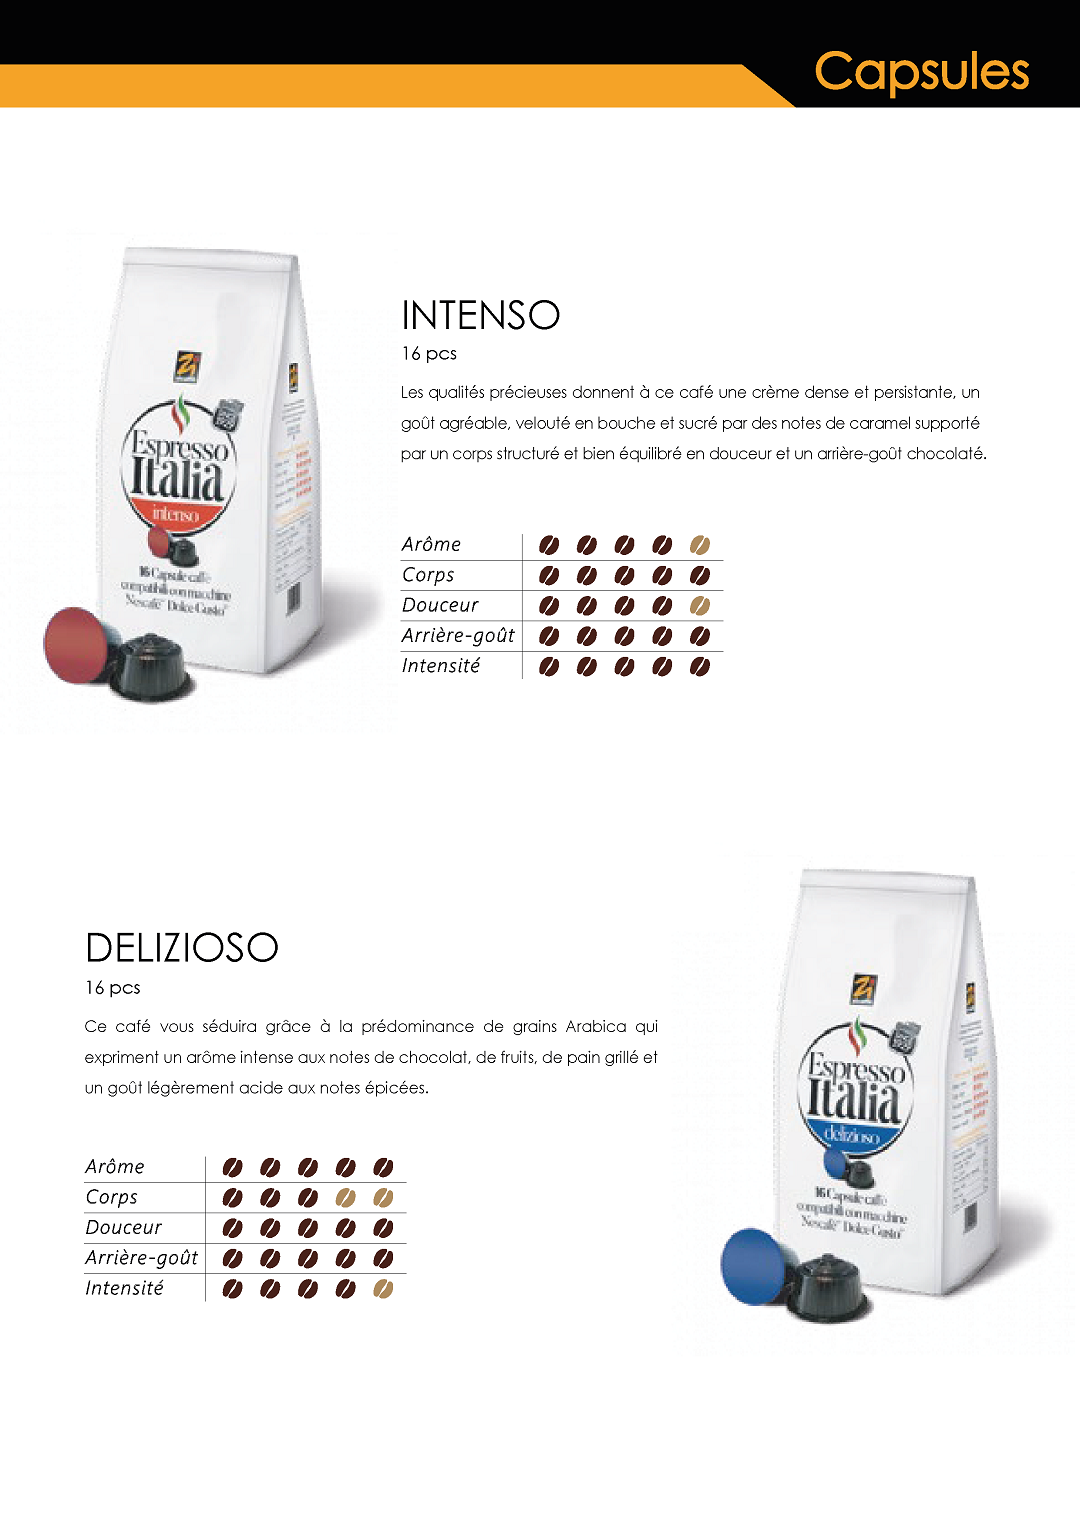 Capsules
INTENSO
16 pcs
Les qualités précieuses donnent à ce café une crème dense et persistante, un
goût agréable, velouté en bouche et sucré par des notes de caramel supporté
par un corps structuré et bien équilibré en douceur et un arrière-goût chocolaté.
Espresso
Italia
intenso
16 Capsule caffè
compatibili con macchine
Nescafé Dolce Gusto
Arôme
Corps
Douceur
Arrière-goût
Intensité
DELIZIOSO
16 pcs
Ce café vous séduira grâce à la prédominance de grains Arabica qui
expriment un arôme intense aux notes de chocolat, de fruits, de pain grillé et
un goût légèrement acide aux notes épicées.
Arôme
Corps
Douceur
Arrière-goût
Intensité
Espresso
Italia
delizioso
16 Capsule caffè
compatibili con macchine
Nescafé Dolce Gusto